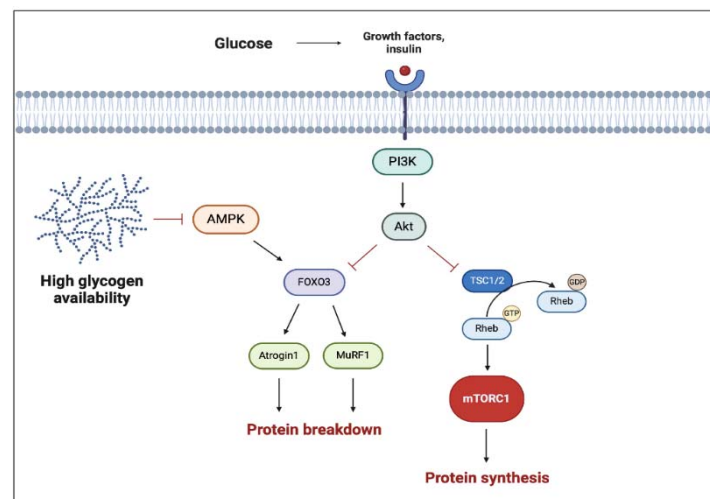 Glucose
Growth factors,
insulin
PI3K
AMPK
Akt
High glycogen
availability
FOXO3
TSC1/2
GDP
Rheb
GTP
Rheb
Atrogin1
MuRF1
mTORC1
Protein breakdown
Protein synthesis